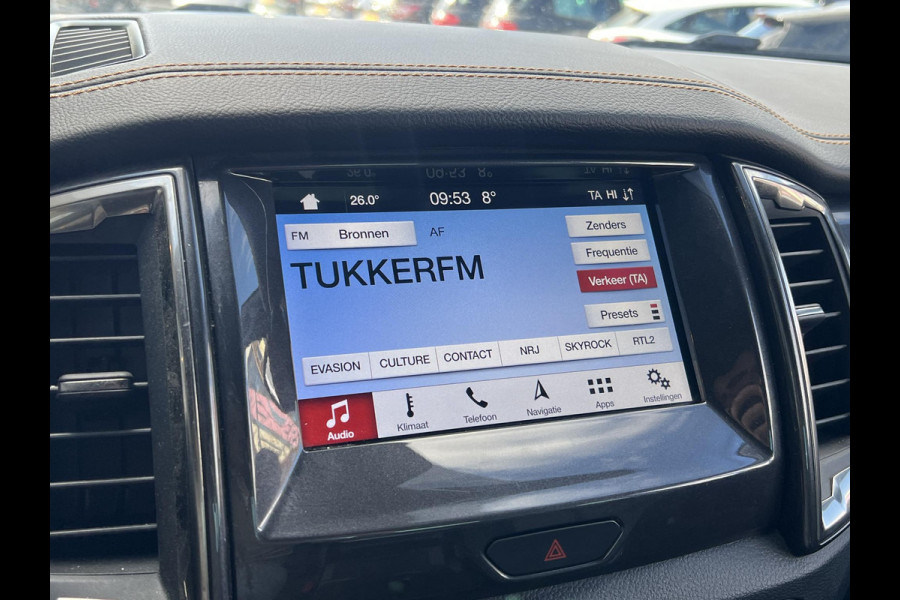 26.0° 09:53 8° TA HI
FM Bronnen AF Zenders
TUKKERFM
Frequentie
Verkeer (TA)
Presets
EVASION CULTURE CONTACT NRJ SKYROCK RTL2
Audio Klimaat Telefoon Navigatie Apps Instellingen